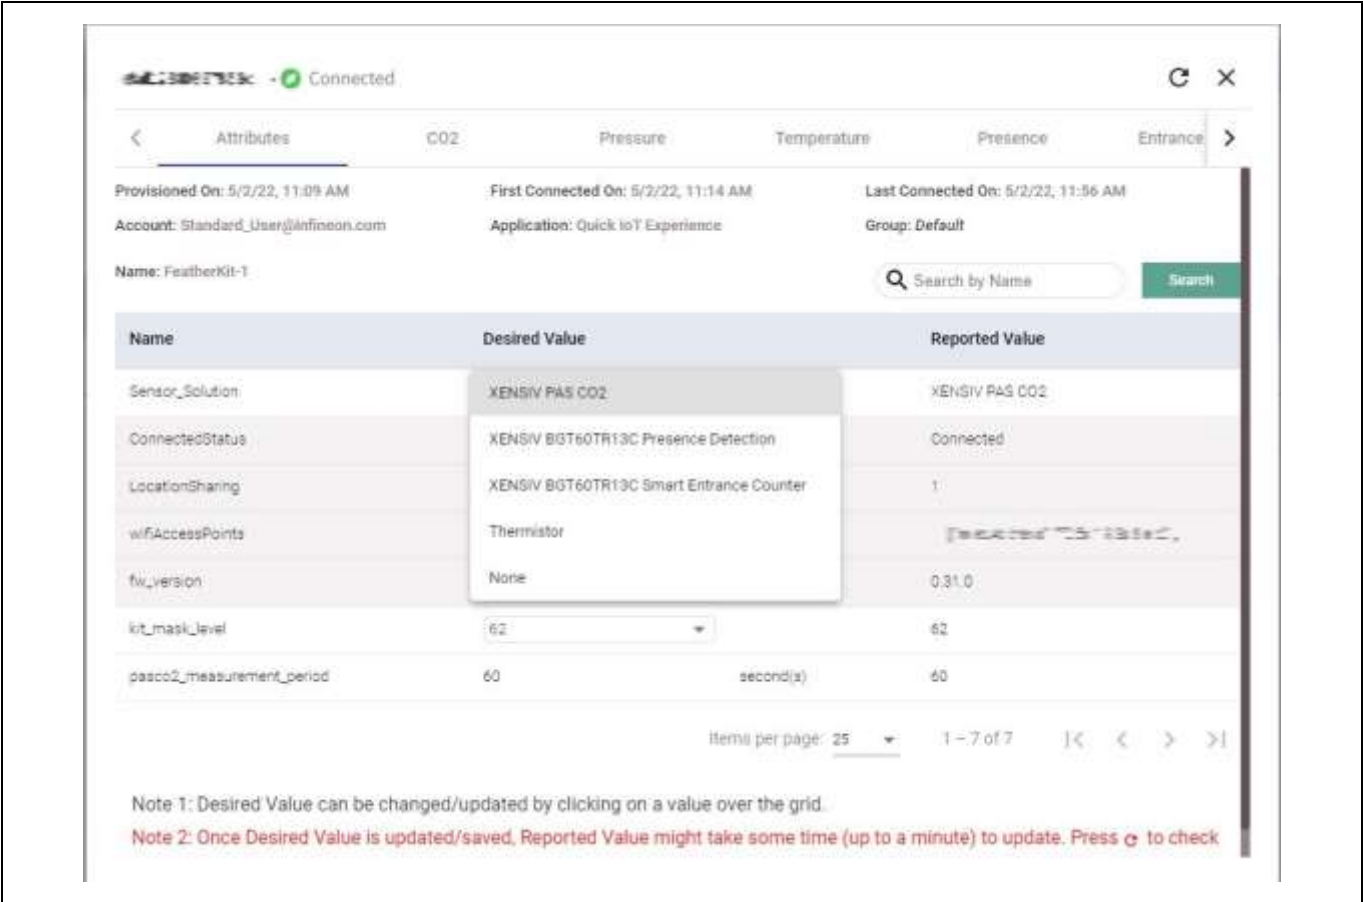 - Connected
Attributes CO2 Pressure Temperature Presence Entrance
Provisioned On: 5/2/22, 11:09 AM First Connected On: 5/2/22, 11:14 AM Last Connected On: 5/2/22, 11:56 AM
Account: Standard_User@infineon.com Application: Quick IoT Experience Group: Default
Name: FeatherKit-1 Search by Name Search
Name Desired Value Reported Value
Sensor_Solution XENSIV PAS CO2 XENSIV PAS CO2
ConnectedStatus XENSIV BGT60TR13C Presence Detection Connected
LocationSharing XENSIV BGT60TR13C Smart Entrance Counter 1
wifiAccessPoints Thermistor
fw_version None 0.31.0
kit_mask_level 62 62
pasco2_measurement_period 60 second(s) 60
Items per page: 25 1 – 7 of 7
Note 1: Desired Value can be changed/updated by clicking on a value over the grid.
Note 2: Once Desired Value is updated/saved, Reported Value might take some time (up to a minute) to update. Press to check